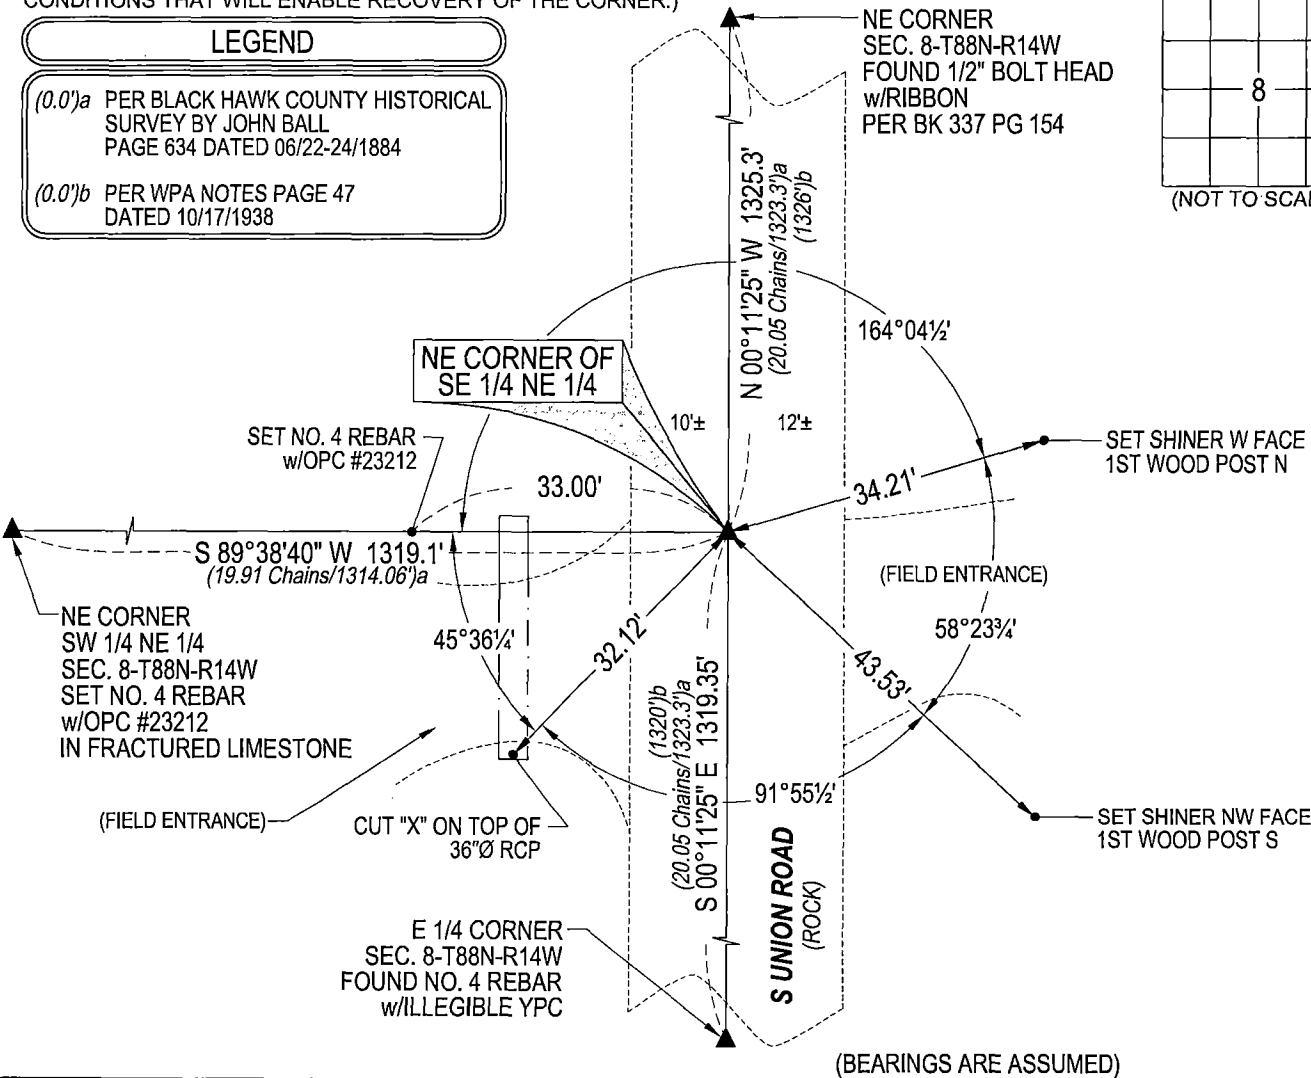 CONDITIONS THAT WILL ENABLE RECOVERY OF THE CORNER.)
LEGEND
(0.0')a PER BLACK HAWK COUNTY HISTORICAL
SURVEY BY JOHN BALL
PAGE 634 DATED 06/22-24/1884
(0.0')b PER WPA NOTES PAGE 47
DATED 10/17/1938
NE CORNER
SEC. 8-T88N-R14W
FOUND 1/2" BOLT HEAD
w/RIBBON
PER BK 337 PG 154
8
N 00°11'25" W 1325.3'
(20.05 Chains/1323.3')a
(1326')b
164°04½'
NE CORNER OF
SE 1/4 NE 1/4
10'±
12'±
SET NO. 4 REBAR
w/OPC #23212
33.00'
34.21'
SET SHINER W FACE
1ST WOOD POST N
S 89°38'40" W 1319.1'
(19.91 Chains/1314.06')a
(FIELD ENTRANCE)
NE CORNER
SW 1/4 NE 1/4
SEC. 8-T88N-R14W
SET NO. 4 REBAR
w/OPC #23212
IN FRACTURED LIMESTONE
45°36¼'
32.12'
58°23¾'
43.53'
(1320')b
(20.05 Chains/1323.3')a
S 00°11'25" E 1319.35'
91°55½'
(FIELD ENTRANCE)
CUT "X" ON TOP OF
36"Ø RCP
SET SHINER NW FACE
1ST WOOD POST S
S UNION ROAD
(ROCK)
E 1/4 CORNER
SEC. 8-T88N-R14W
FOUND NO. 4 REBAR
w/ILLEGIBLE YPC
(BEARINGS ARE ASSUMED)
(NOT TO